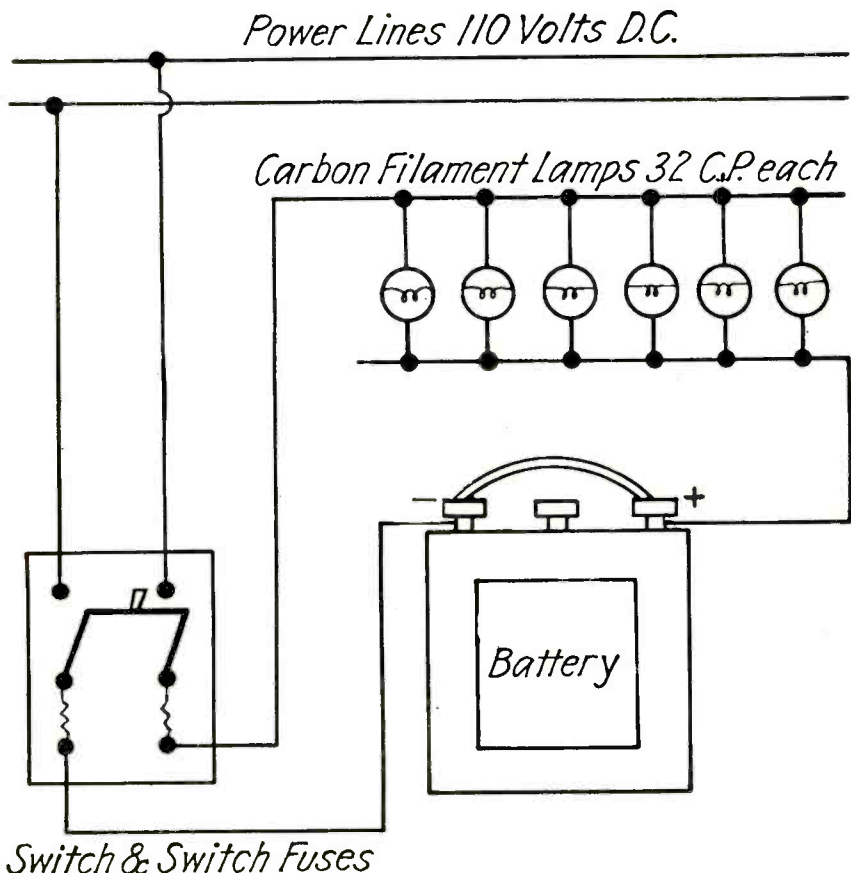 Power Lines 110 Volts D.C.
Carbon Filament Lamps 32 C.P. each
− +
Battery
Switch & Switch Fuses